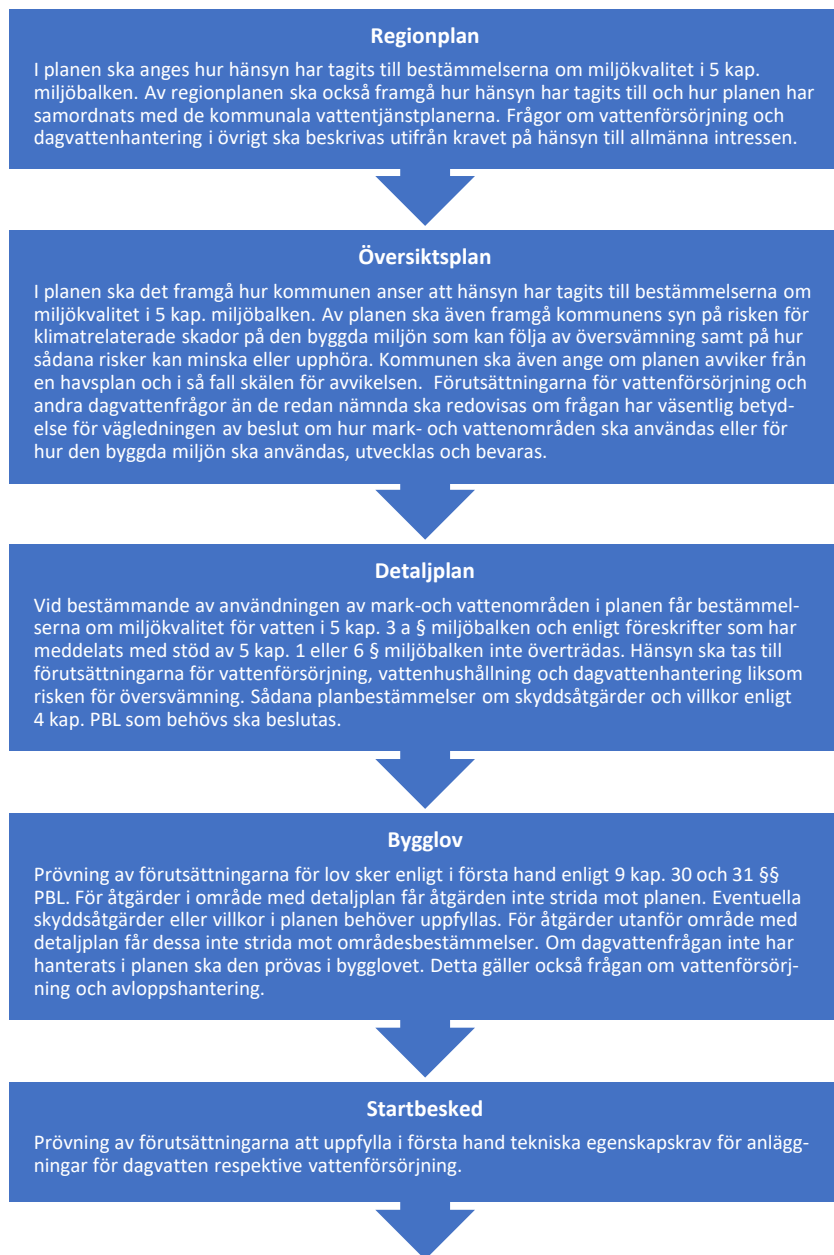 Regionplan
I planen ska anges hur hänsyn har tagits till bestämmelserna om miljökvalitet i 5 kap.
miljöbalken. Av regionplanen ska också framgå hur hänsyn har tagits till och hur planen har
samordnats med de kommunala vattentjänstplanerna. Frågor om vattenförsörjning och
dagvattenhantering i övrigt ska beskrivas utifrån kravet på hänsyn till allmänna intressen.
Översiktsplan
I planen ska det framgå hur kommunen anser att hänsyn har tagits till bestämmelserna om
miljökvalitet i 5 kap. miljöbalken. Av planen ska även framgå kommunens syn på risken för
klimatrelaterade skador på den byggda miljön som kan följa av översvämning samt på hur
sådana risker kan minska eller upphöra. Kommunen ska även ange om planen avviker från
en havsplan och i så fall skälen för avvikelsen.  Förutsättningarna för vattenförsörjning och
andra dagvattenfrågor än de redan nämnda ska redovisas om frågan har väsentlig betyd-
else för vägledningen av beslut om hur mark- och vattenområden ska användas eller för
hur den byggda miljön ska användas, utvecklas och bevaras.
Detaljplan
Vid bestämmande av användningen av mark-och vattenområden i planen får bestämmel-
serna om miljökvalitet för vatten i 5 kap. 3 a § miljöbalken och enligt föreskrifter som har
meddelats med stöd av 5 kap. 1 eller 6 § miljöbalken inte överträdas. Hänsyn ska tas till
förutsättningarna för vattenförsörjning, vattenhushållning och dagvattenhantering liksom
risken för översvämning. Sådana planbestämmelser om skyddsåtgärder och villkor enligt
4 kap. PBL som behövs ska beslutas.
Bygglov
Prövning av förutsättningarna för lov sker enligt i första hand enligt 9 kap. 30 och 31 §§
PBL. För åtgärder i område med detaljplan får åtgärden inte strida mot planen. Eventuella
skyddsåtgärder eller villkor i planen behöver uppfyllas. För åtgärder utanför område med
detaljplan får dessa inte strida mot områdesbestämmelser. Om dagvattenfrågan inte har
hanterats i planen ska den prövas i bygglovet. Detta gäller också frågan om vattenförsörj-
ning och avloppshantering.
Startbesked
Prövning av förutsättningarna att uppfylla i första hand tekniska egenskapskrav för anlägg-
ningar för dagvatten respektive vattenförsörjning.